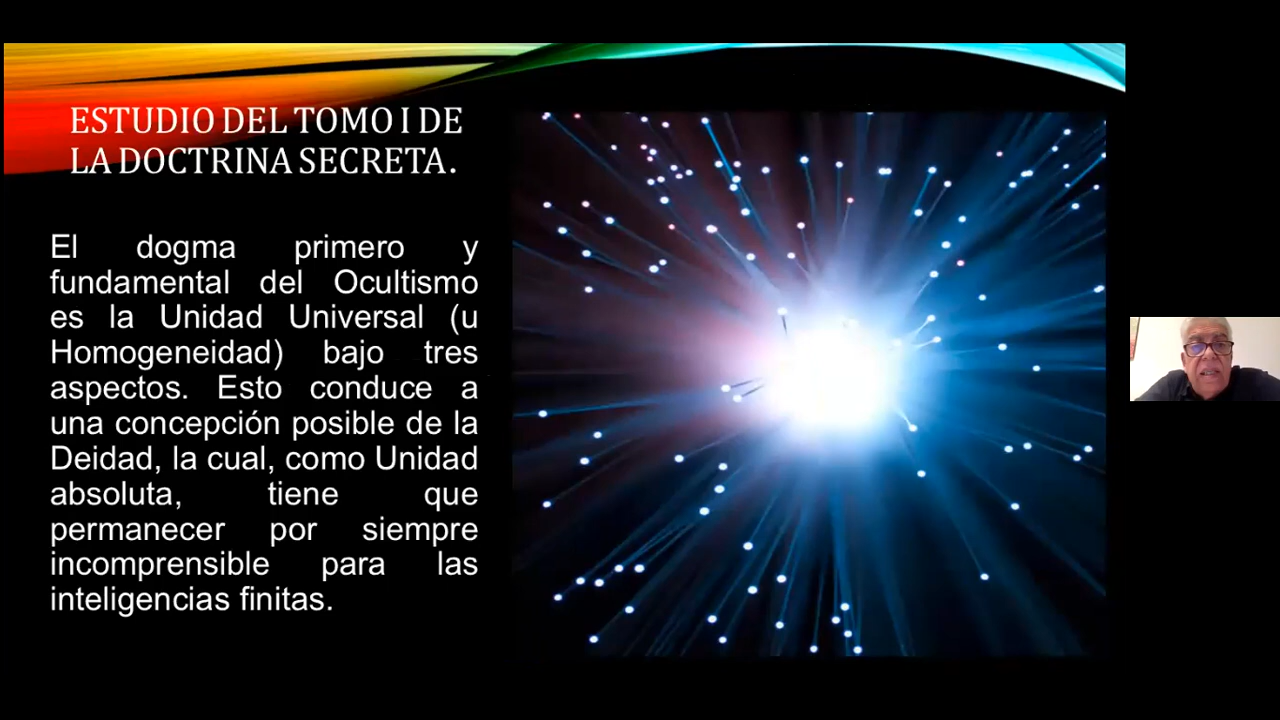 ESTUDIO DEL TOMO I DE
LA DOCTRINA SECRETA.
El dogma primero y
fundamental del Ocultismo
es la Unidad Universal (u
Homogeneidad) bajo tres
aspectos. Esto conduce a
una concepción posible de la
Deidad, la cual, como Unidad
absoluta, tiene que
permanecer por siempre
incomprensible para las
inteligencias finitas.